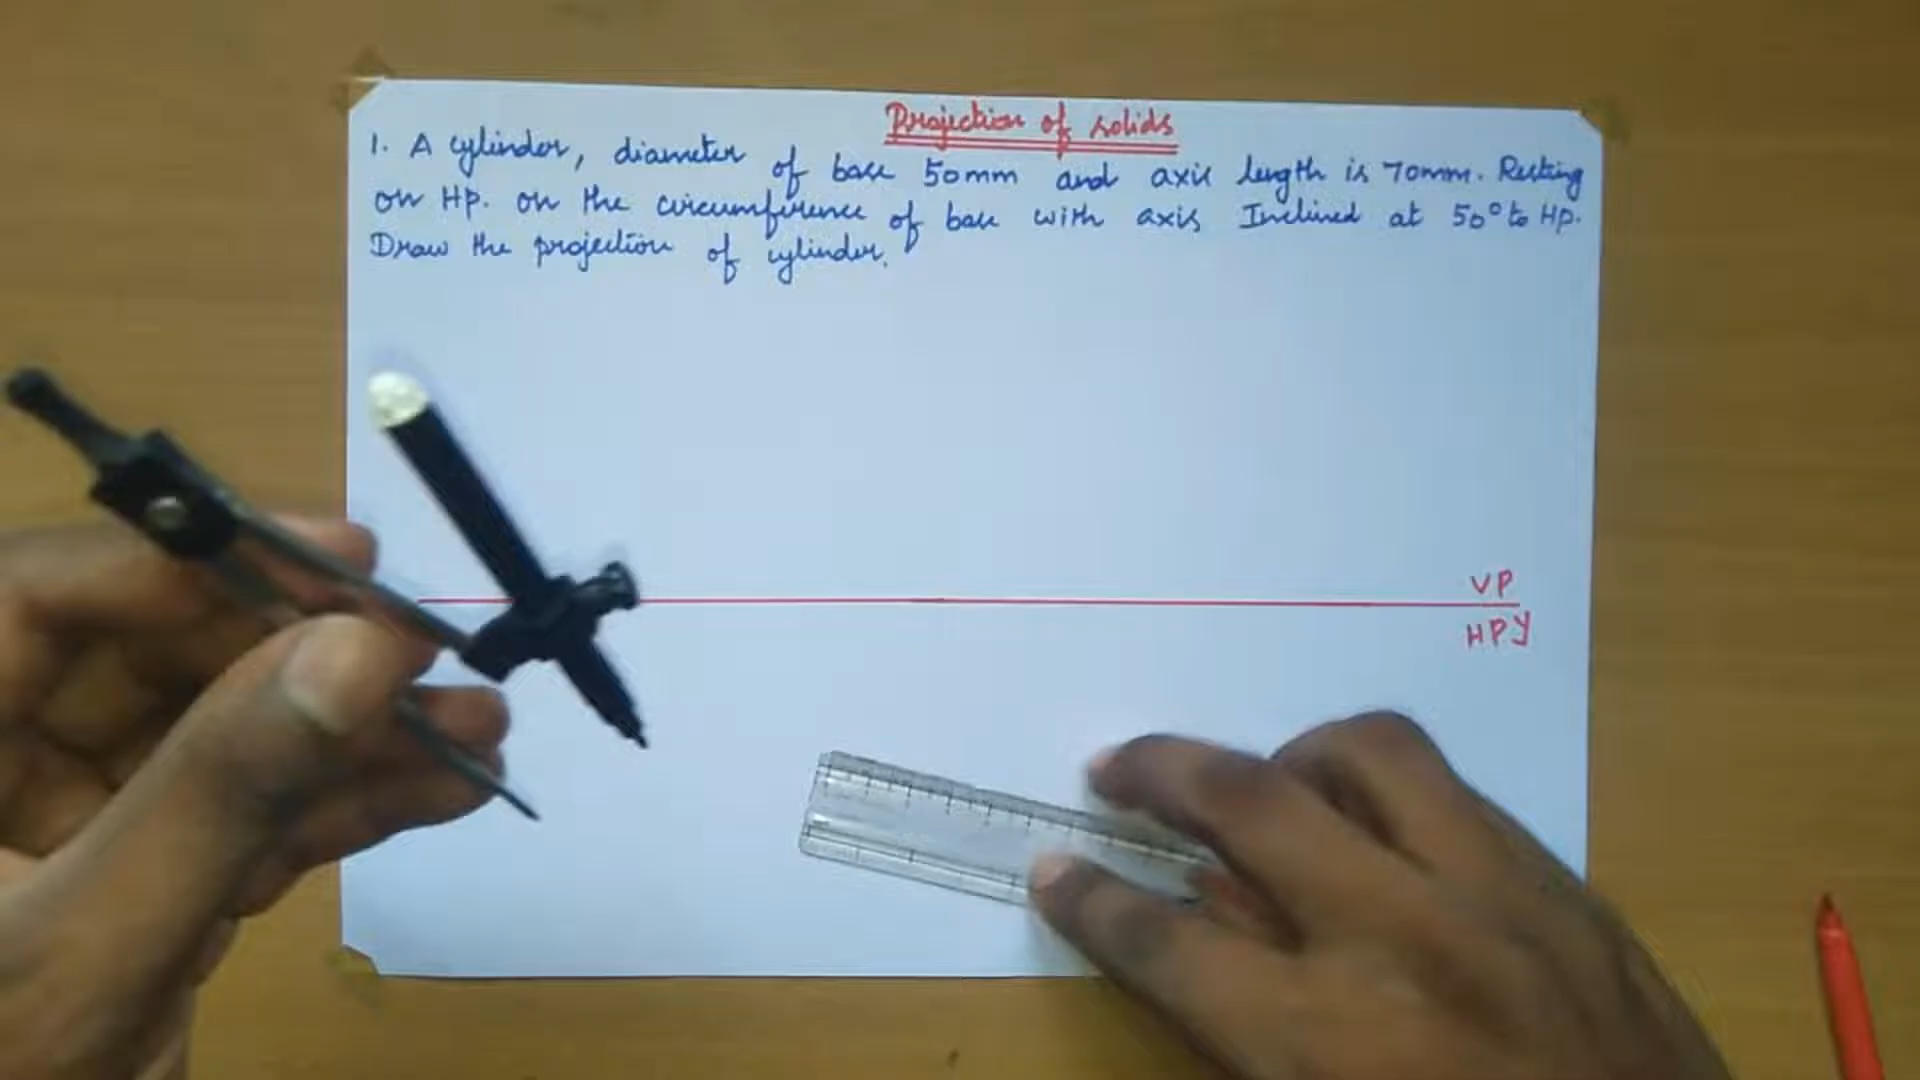 Projection of solids
1. A cylinder, diameter of base 50mm and axis length is 70mm. Resting
on HP. on the circumference of base with axis Inclined at 50° to HP.
Draw the projection of cylinder.
VP
HP y